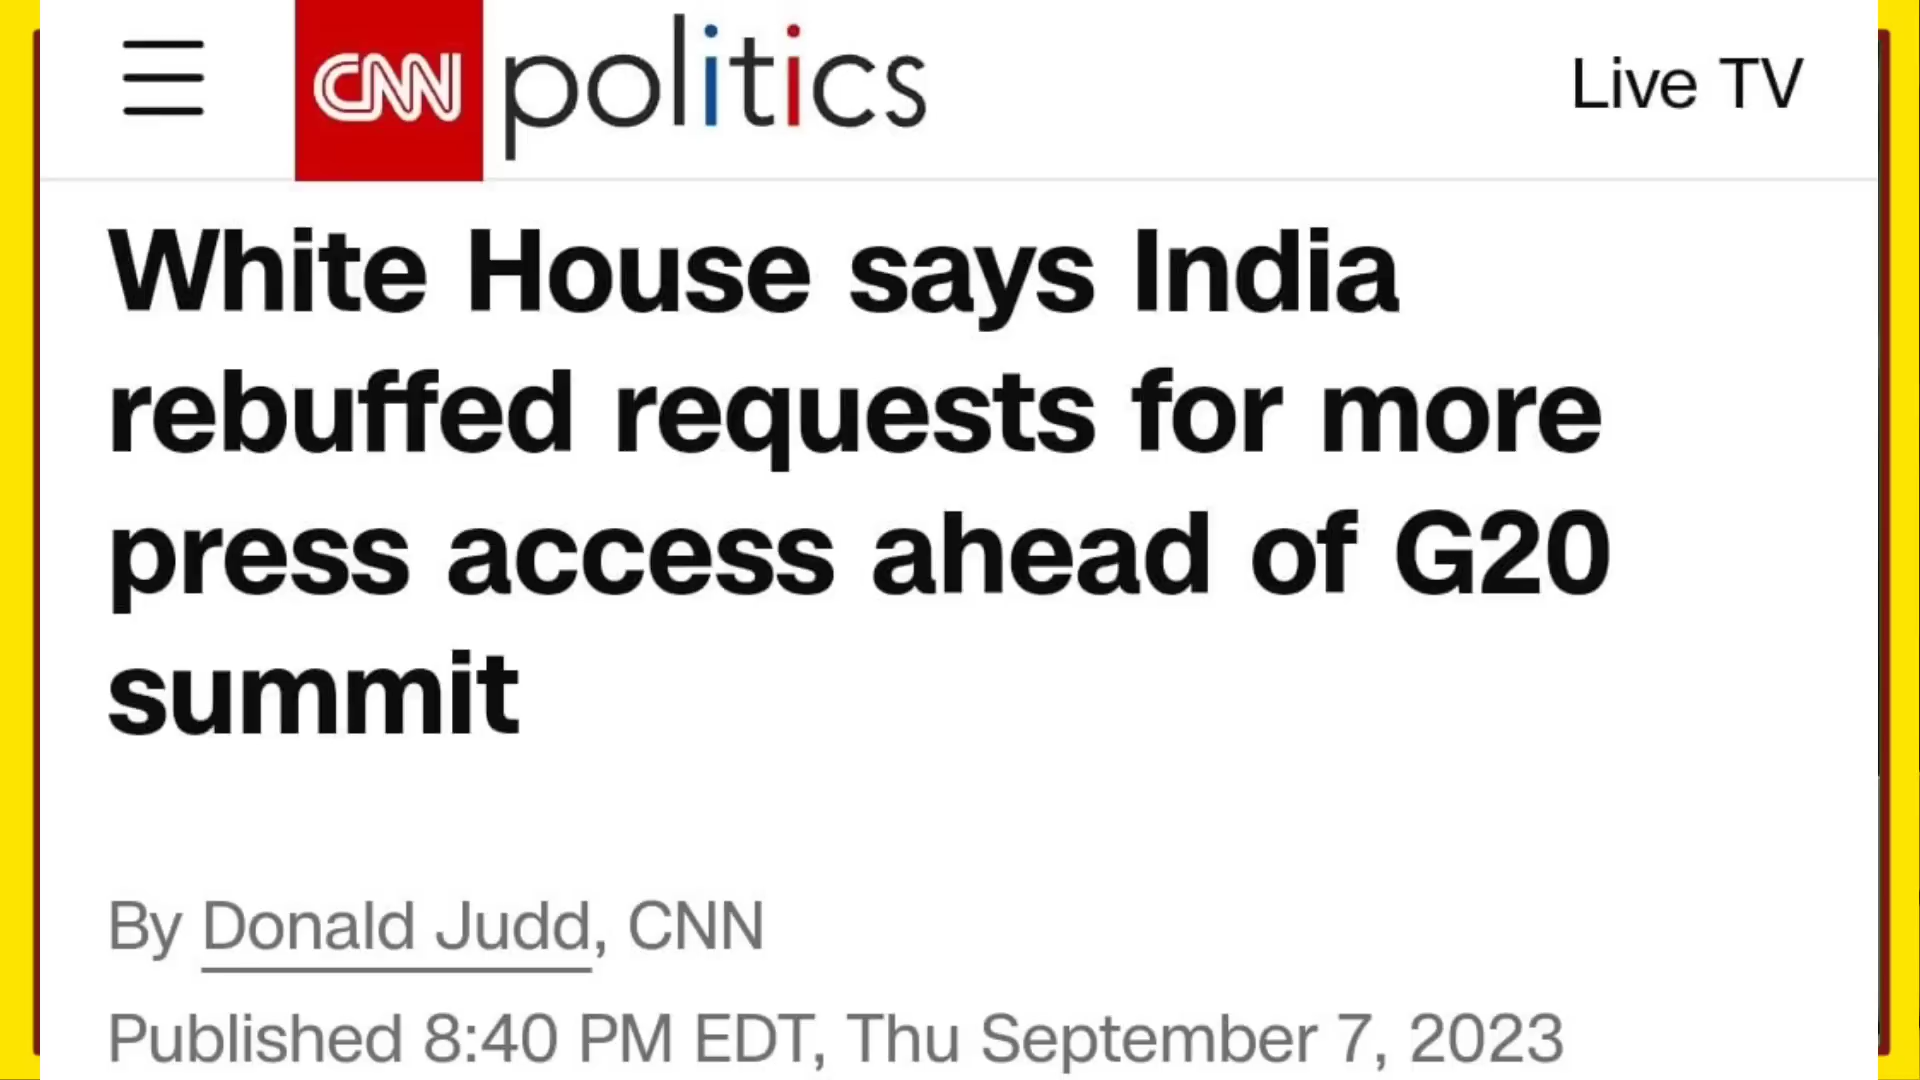 CNN politics Live TV
White House says India
rebuffed requests for more
press access ahead of G20
summit
By Donald Judd, CNN
Published 8:40 PM EDT, Thu September 7, 2023